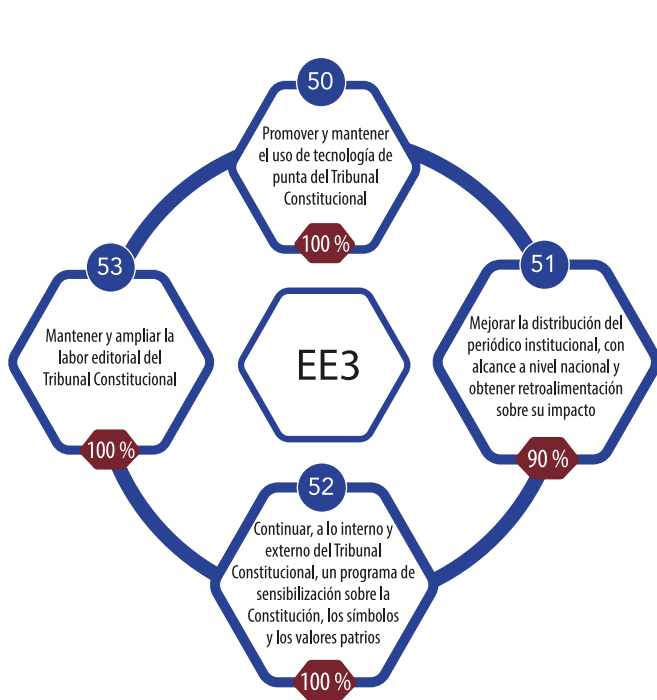 50
Promover y mantener
el uso de tecnología de
punta del Tribunal
Constitucional
100 %
51
Mejorar la distribución del
periódico institucional, con
alcance a nivel nacional y
obtener retroalimentación
sobre su impacto
90 %
52
Continuar, a lo interno y
externo del Tribunal
Constitucional, un programa de
sensibilización sobre la
Constitución, los símbolos
y los valores patrios
100 %
53
Mantener y ampliar la
labor editorial del
Tribunal Constitucional
100 %
EE3